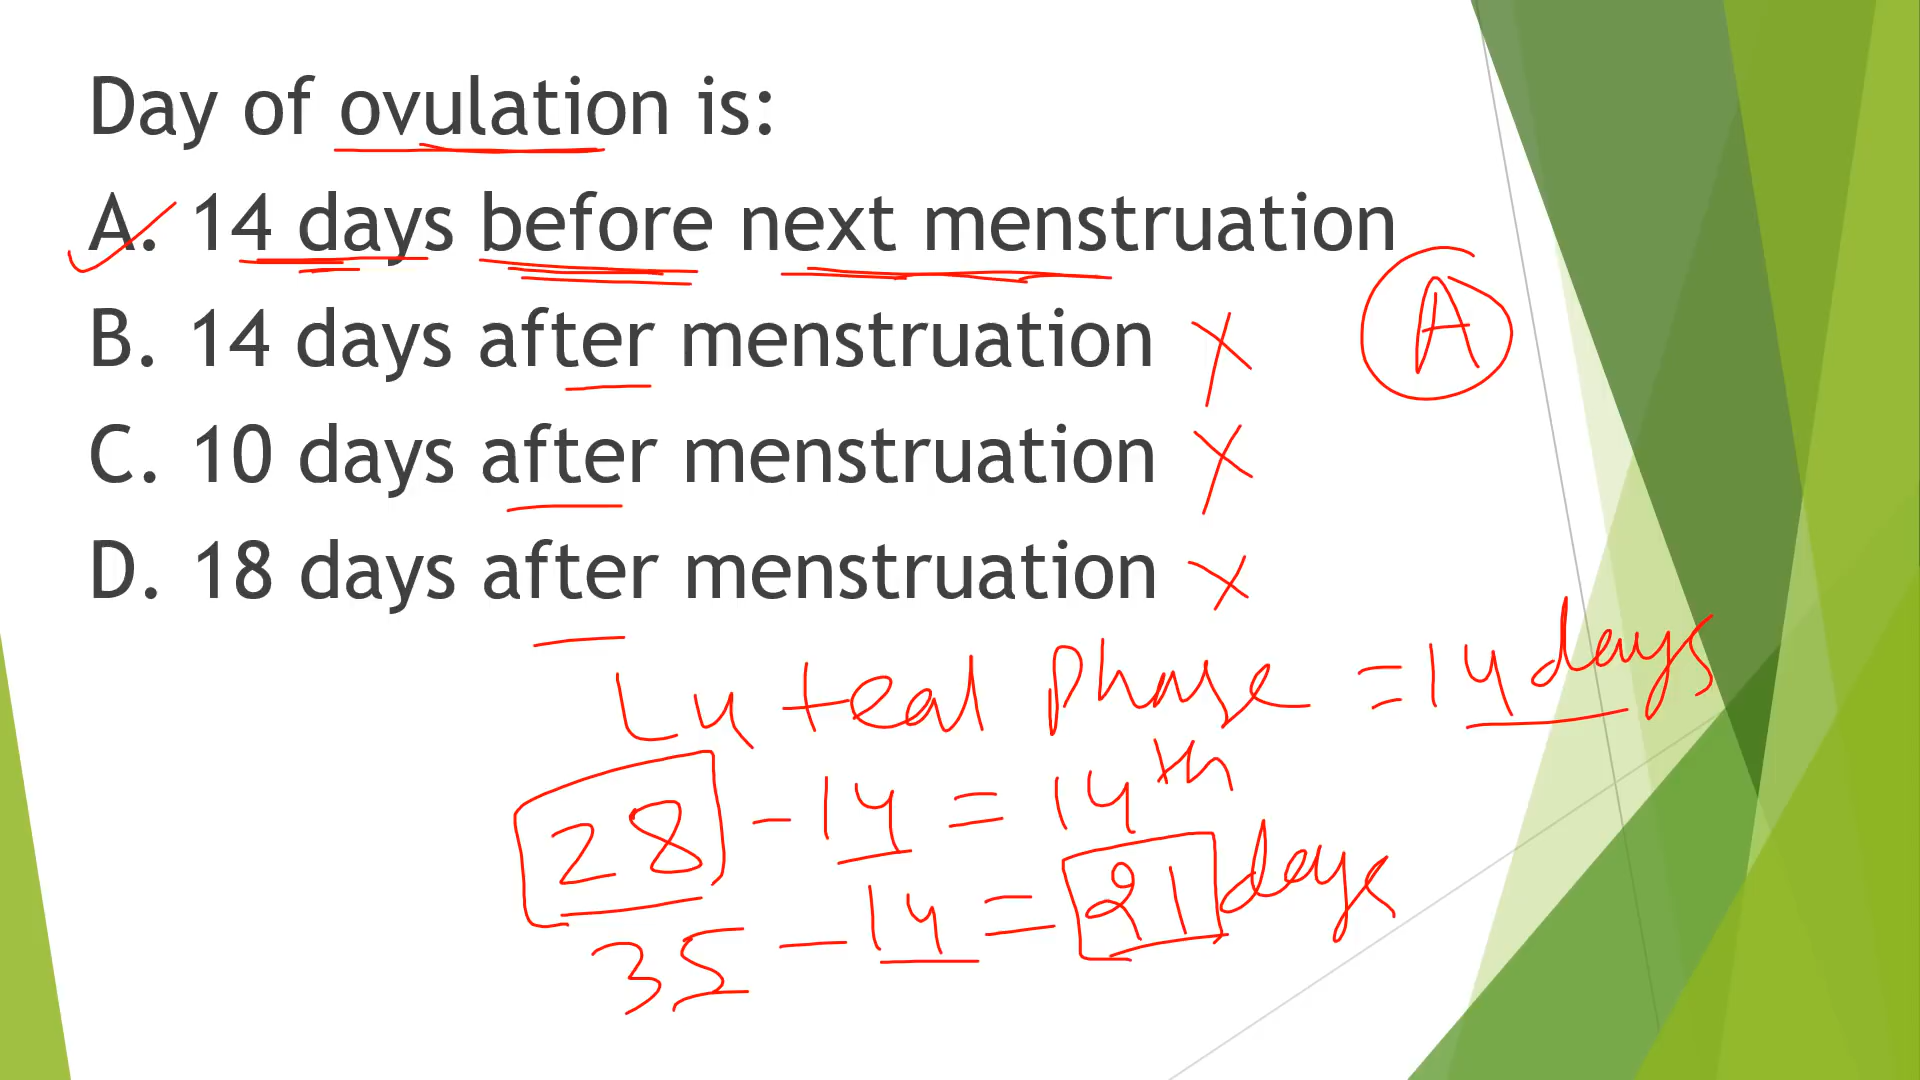 Day of ovulation is:
A. 14 days before next menstruation
A
B. 14 days after menstruation
C. 10 days after menstruation
D. 18 days after menstruation
Luteal Phase = 14 days
28 - 14 = 14th
35 - 14 = 21 days